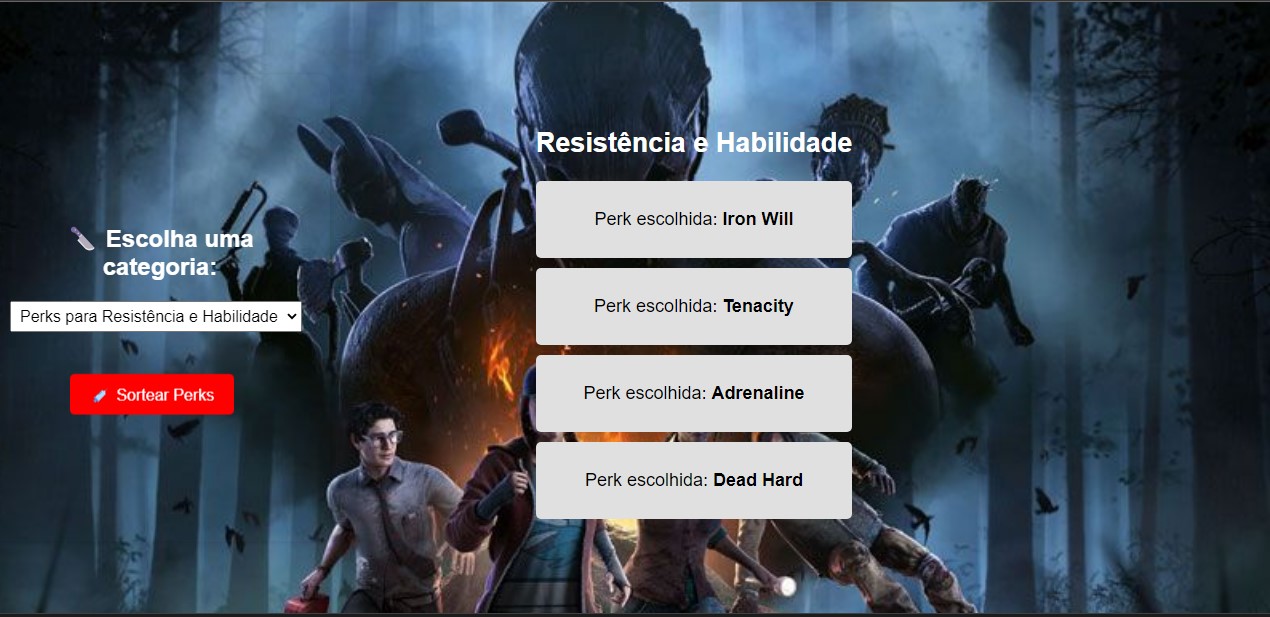 🔪 Escolha uma
categoria:
Perks para Resistência e Habilidade
Sortear Perks
Resistência e Habilidade
Perk escolhida: Iron Will
Perk escolhida: Tenacity
Perk escolhida: Adrenaline
Perk escolhida: Dead Hard